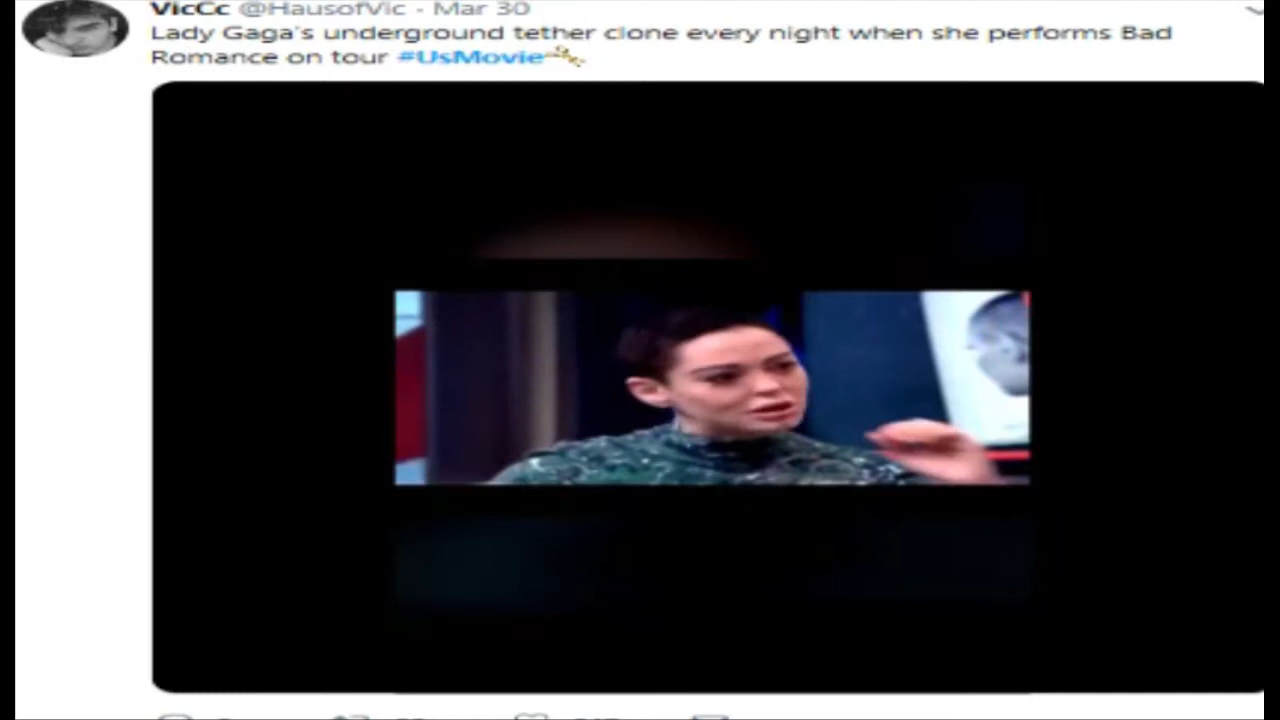 VicCc @HausofVic - Mar 30
Lady Gaga's underground tether clone every night when she performs Bad
Romance on tour #UsMovie